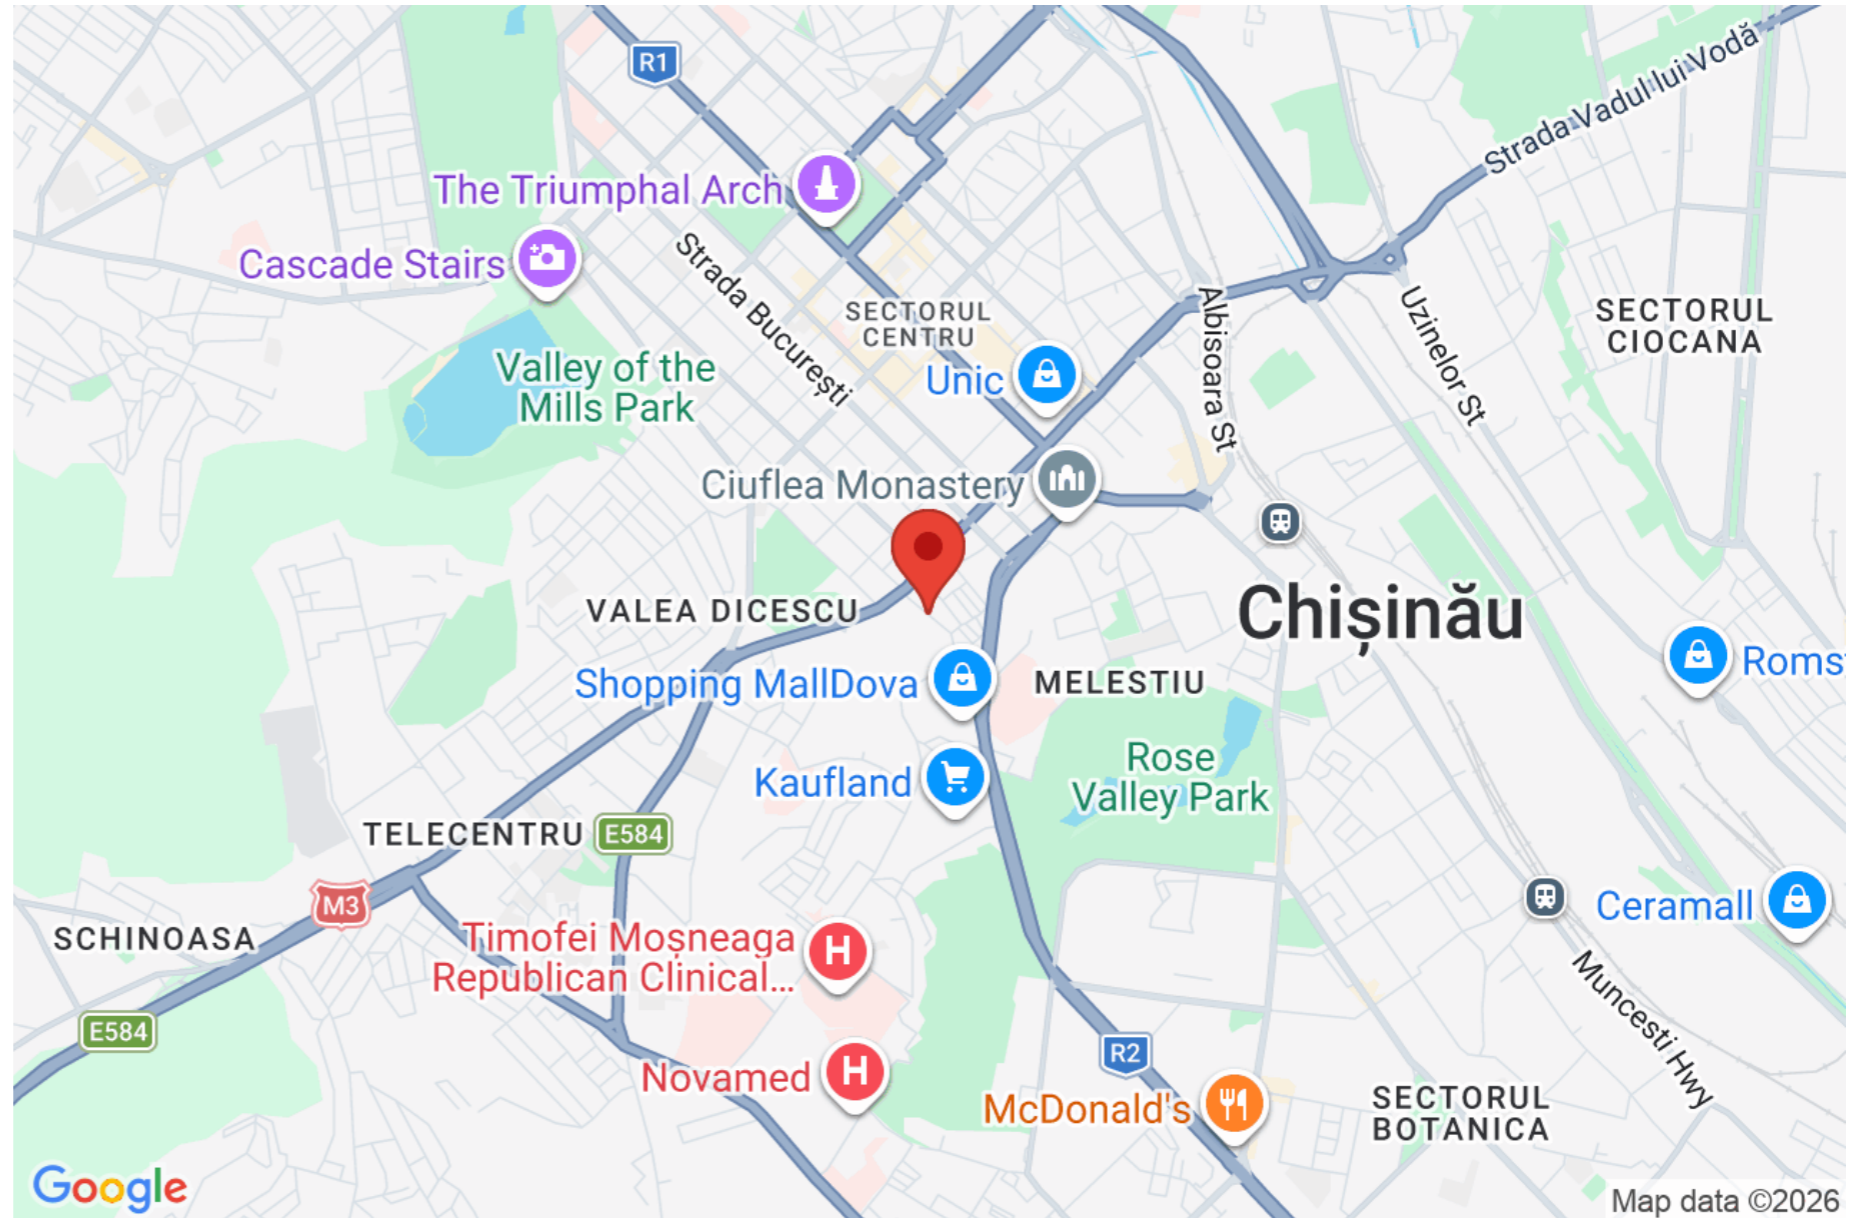 R1
Strada Vadul lui Vodă
The Triumphal Arch
Cascade Stairs
Strada București
SECTORUL
CENTRU
Albisoara St
Uzinelor St
SECTORUL
CIOCANA
Valley of the
Mills Park
Unic
Ciuflea Monastery
VALEA DICESCU
Chișinău
Shopping MallDova
MELESTIU
Roms
Rose
Valley Park
Kaufland
TELECENTRU
E584
M3
Ceramall
SCHINOASA
Timofei Moșneaga
Republican Clinical...
H
Muncesti Hwy
E584
R2
Novamed
H
McDonald's
SECTORUL
BOTANICA
Google
Map data ©2026